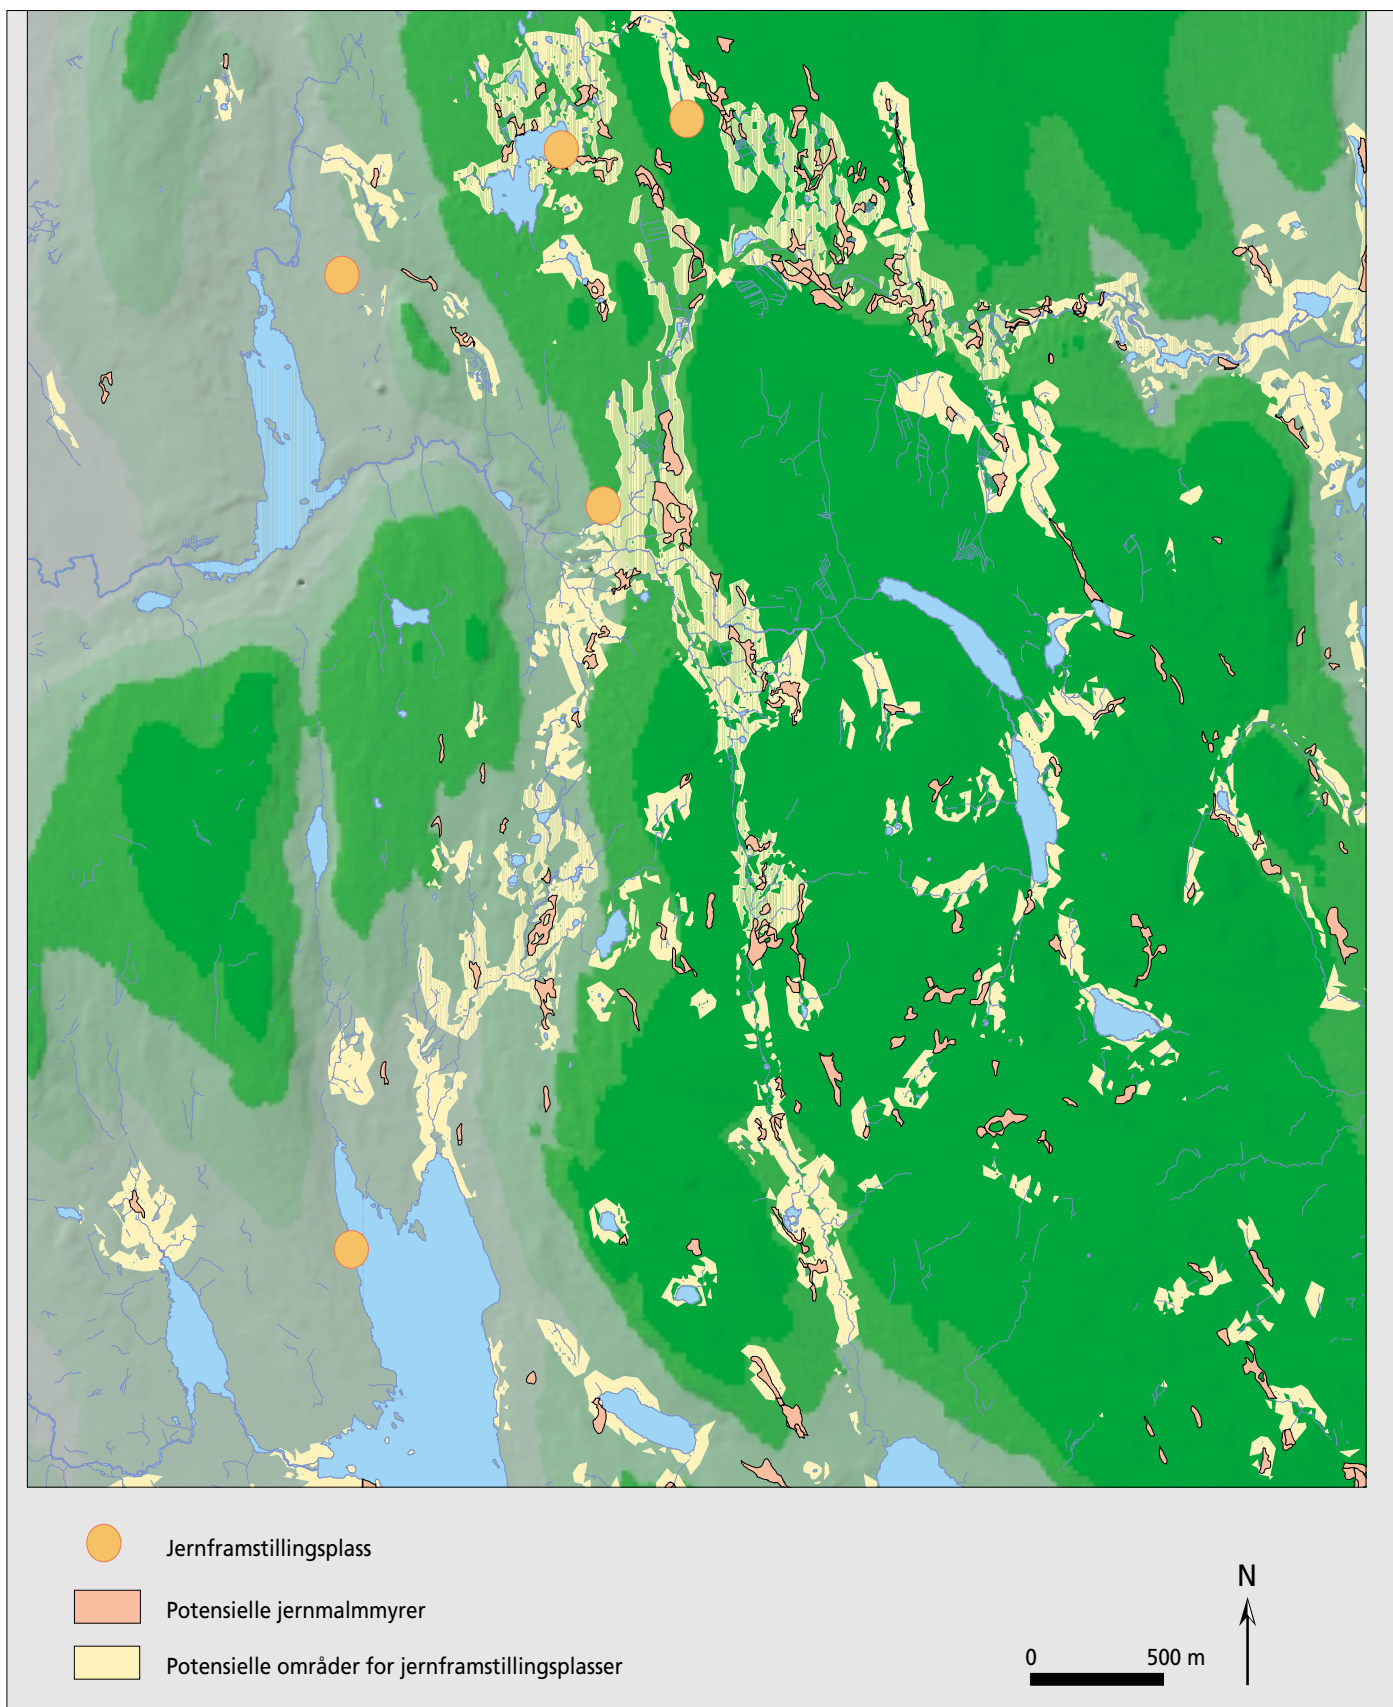 Jernframstillingsplass
Potensielle jernmalmmyrer
Potensielle områder for jernframstillingsplasser
N
0 500 m